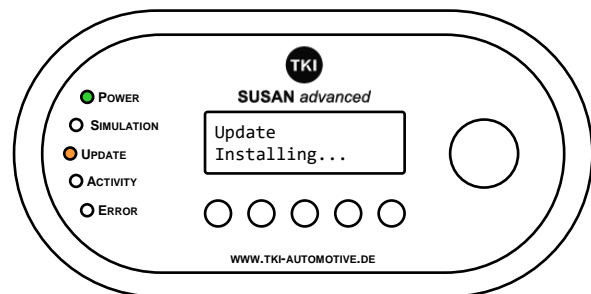 TKI
SUSAN advanced
POWER
SIMULATION
UPDATE
ACTIVITY
ERROR
Update
Installing...
WWW.TKI-AUTOMOTIVE.DE